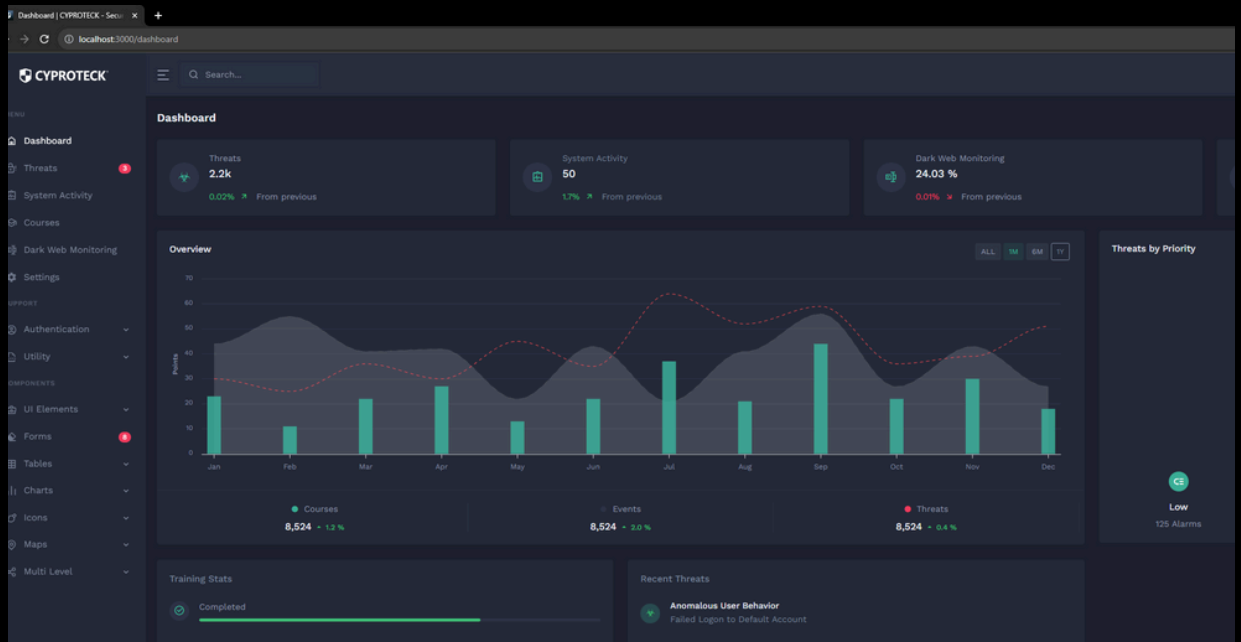 Dashboard | CYPROTECK - Secu
localhost:3000/dashboard
CYPROTECK
Search...
MENU
Dashboard
Threats 3
System Activity
Courses
Dark Web Monitoring
Settings
SUPPORT
Authentication
Utility
COMPONENTS
UI Elements
Forms 8
Tables
Charts
Icons
Maps
Multi Level
Dashboard
Threats
2.2k
0.02% From previous
System Activity
50
1.7% From previous
Dark Web Monitoring
24.03 %
0.01% From previous
Overview
ALL 1M 6M 1Y
Points
70
60
50
40
30
20
10
0
Jan Feb Mar Apr May Jun Jul Aug Sep Oct Nov Dec
Courses
8,524 1.2 %
Events
8,524 2.0 %
Threats
8,524 0.4 %
Threats by Priority
Low
125 Alarms
Training Stats
Completed
Recent Threats
Anomalous User Behavior
Failed Logon to Default Account